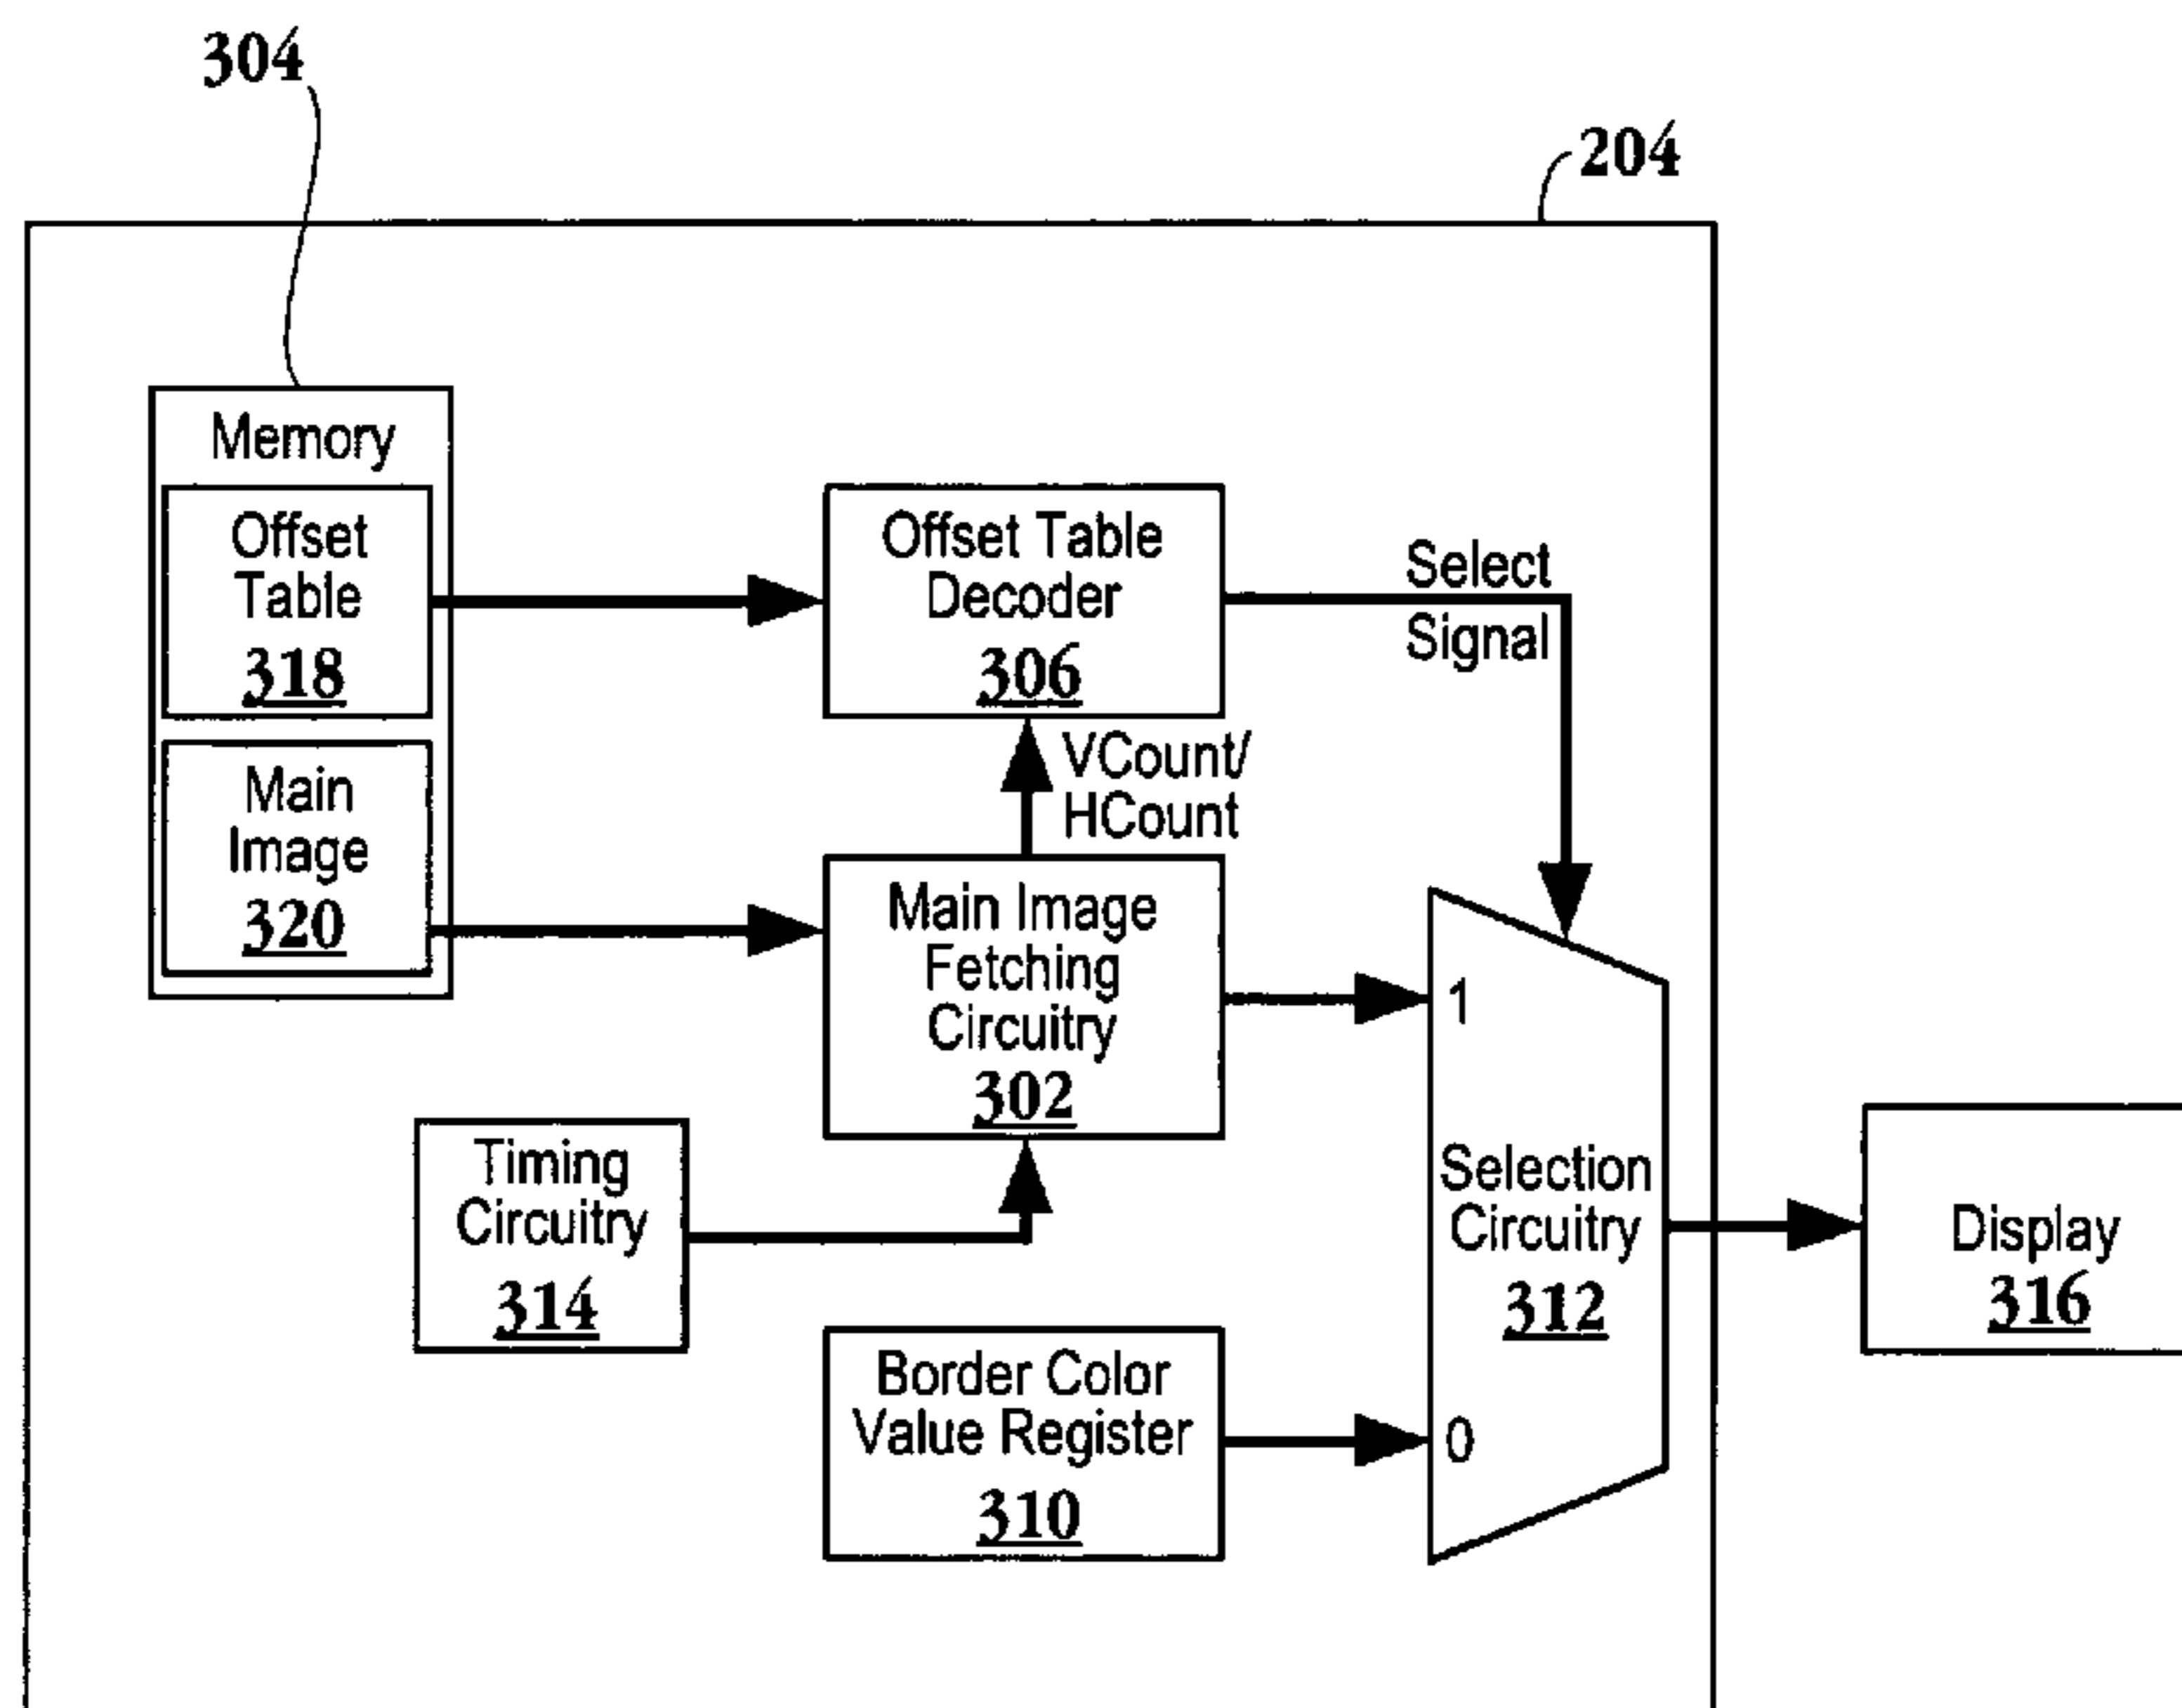 304
204
Memory
Offset
Table
318
Main
Image
320
Offset Table
Decoder
306
Select
Signal
VCount/
HCount
Main Image
Fetching
Circuitry
302
Timing
Circuitry
314
Border Color
Value Register
310
1
Selection
Circuitry
312
0
Display
316